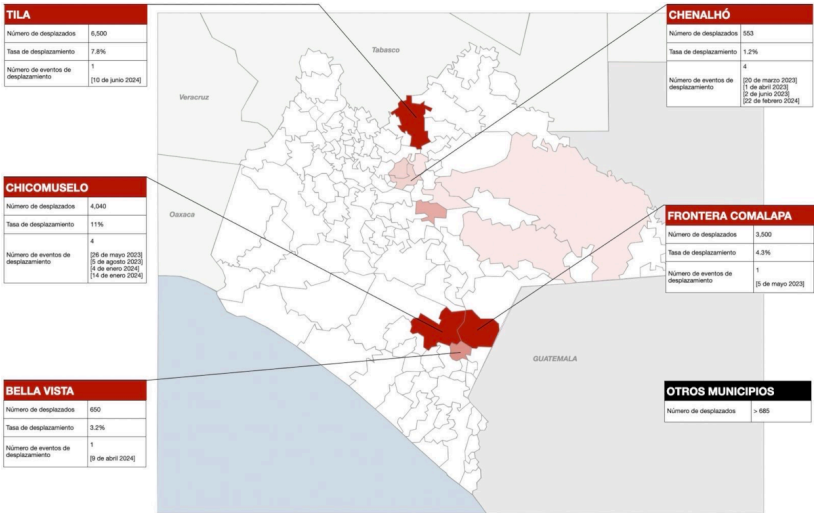 TILA
Número de desplazados 6,500
Tasa de desplazamiento 7.8%
Número de eventos de desplazamiento
1
[10 de junio 2024]
CHENALHÓ
Número de desplazados 553
Tasa de desplazamiento 1.2%
Número de eventos de desplazamiento
4
[20 de marzo 2023]
[1 de abril 2023]
[2 de junio 2023]
[22 de febrero 2024]
Tabasco
Veracruz
Oaxaca
CHICOMUSELO
Número de desplazados 4,040
Tasa de desplazamiento 11%
Número de eventos de desplazamiento
4
[26 de mayo 2023]
[5 de agosto 2023]
[4 de enero 2024]
[14 de enero 2024]
FRONTERA COMALAPA
Número de desplazados 3,500
Tasa de desplazamiento 4.3%
Número de eventos de desplazamiento
1
[5 de mayo 2023]
GUATEMALA
BELLA VISTA
Número de desplazados 650
Tasa de desplazamiento 3.2%
Número de eventos de desplazamiento
1
[9 de abril 2024]
OTROS MUNICIPIOS
Número de desplazados > 685